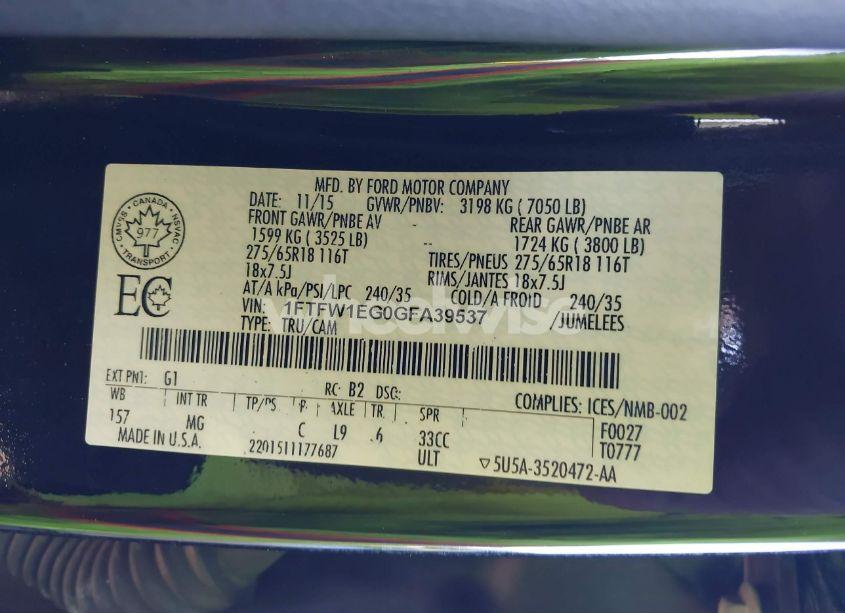 MFD. BY FORD MOTOR COMPANY
DATE: 11/15 GVWR/PNBV: 3198 KG ( 7050 LB)
FRONT GAWR/PNBE AV REAR GAWR/PNBE AR
1599 KG ( 3525 LB) -- 1724 KG ( 3800 LB)
275/65R18 116T TIRES/PNEUS 275/65R18 116T
18x7.5J RIMS/JANTES 18x7.5J
AT/A kPa/PSI/LPC 240/35 COLD/A FROID 240/35
VIN: 1FTFW1EG0GFA39537 /JUMELEES
TYPE: TRU/CAM
CANADA
CMVSS NSVAC
977
TRANSPORT
EC
EXT PNT: G1 RC: B2 DSO: COMPLIES: ICES/NMB-002
WB INT TR TP/PS R AXLE TR SPR F0027
157 MG C L9 6 33CC T0777
MADE IN U.S.A. 2201511177687 ULT ▽5U5A-3520472-AA